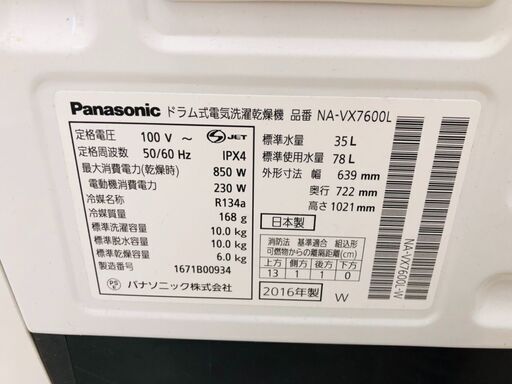 Panasonic ドラム式電気洗濯乾燥機 品番 NA-VX7600L
定格電圧 100 V ～
定格周波数 50/60 Hz
最大消費電力(乾燥時) 850 W
電動機消費電力 230 W
冷媒名称 R134a
冷媒質量 168 g
標準洗濯容量 10.0 kg
標準脱水容量 10.0 kg
標準乾燥容量 6.0 kg
製造番号 1671B00934
PS E パナソニック株式会社
S JET
IPX4
標準水量 35 L
標準使用水量 78 L
外形寸法 幅 639 mm
奥行 722 mm
高さ 1021 mm
日本製
消防法 基準適合 組込形
可燃物からの離隔距離(cm)
上方 側方 後方 下方
13 1 1 0
2016年製 W
NA-VX7600L-W